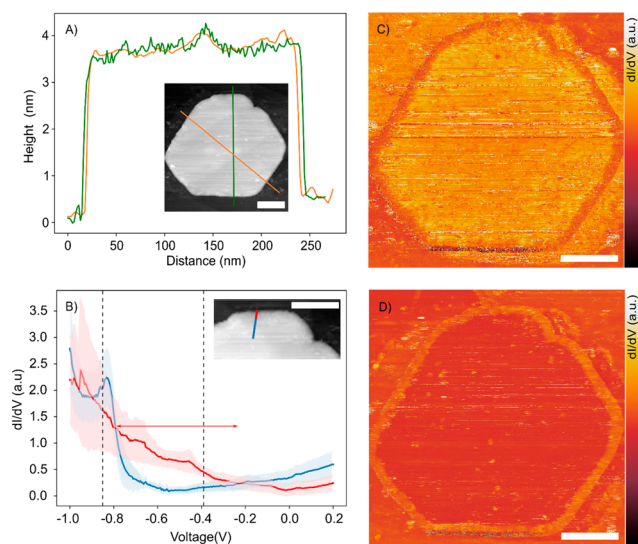 A)
4
3
2
1
0
Height
(nm)
0 50 100 150 200 250
Distance (nm)
B)
3.5
3.0
2.5
2.0
1.5
1.0
0.5
0.0
dI/dV (a.u)
-1.0 -0.8 -0.6 -0.4 -0.2 0.0 0.2
Voltage(V)
C)
dI/dV (a.u.)
D)
dI/dV (a.u.)